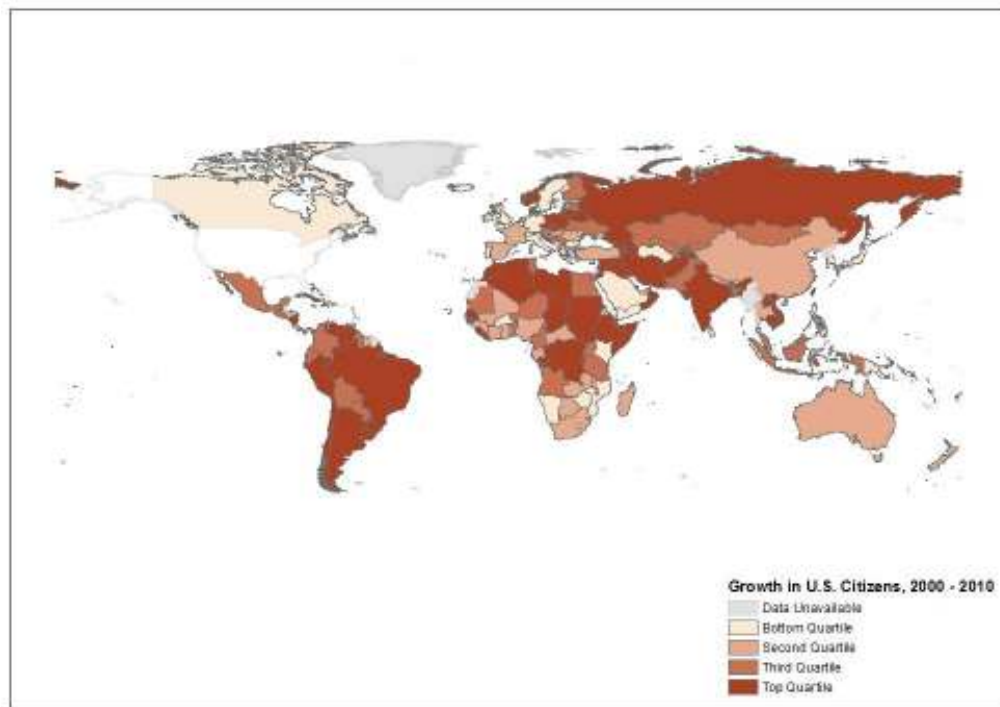 Growth in U.S. Citizens, 2000 - 2010
Data Unavailable
Bottom Quartile
Second Quartile
Third Quartile
Top Quartile